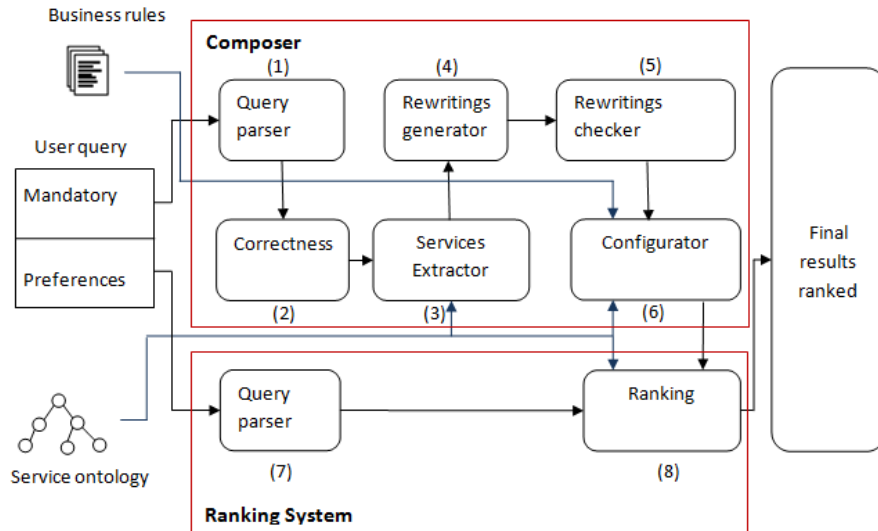 Business rules
Composer
(1)
(4)
(5)
Query
parser
Rewritings
generator
Rewritings
checker
User query
Mandatory
Preferences
Correctness
Services
Extractor
Configurator
(2)
(3)
(6)
Final
results
ranked
Query
parser
Ranking
Service ontology
(7)
(8)
Ranking System